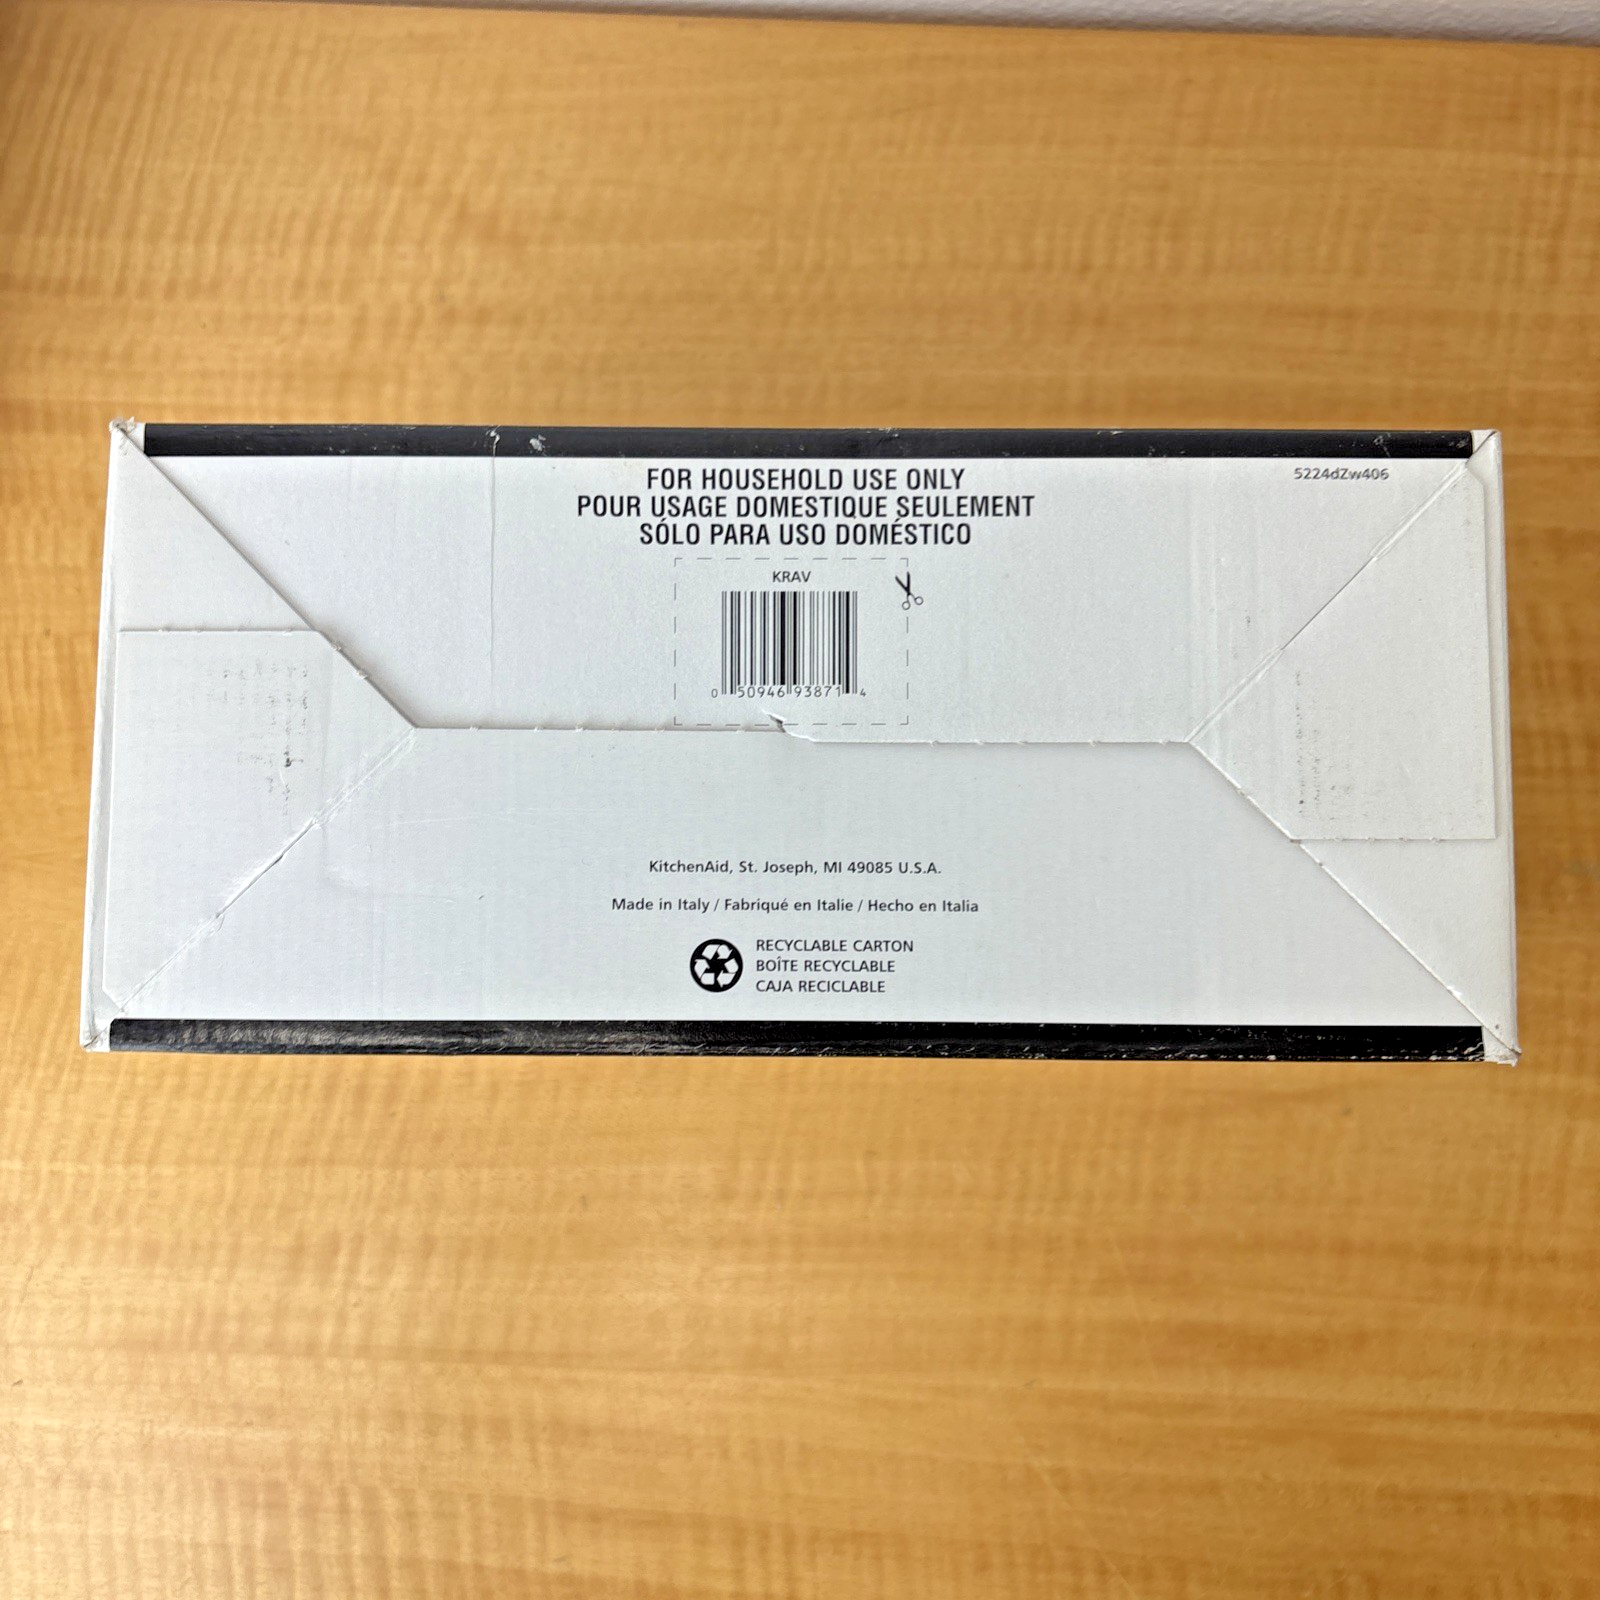 FOR HOUSEHOLD USE ONLY
POUR USAGE DOMESTIQUE SEULEMENT
SÓLO PARA USO DOMÉSTICO
5224dZw406
KRAV
0 50946 93871 4
KitchenAid, St. Joseph, MI 49085 U.S.A.
Made in Italy / Fabriqué en Italie / Hecho en Italia
RECYCLABLE CARTON
BOÎTE RECYCLABLE
CAJA RECICLABLE